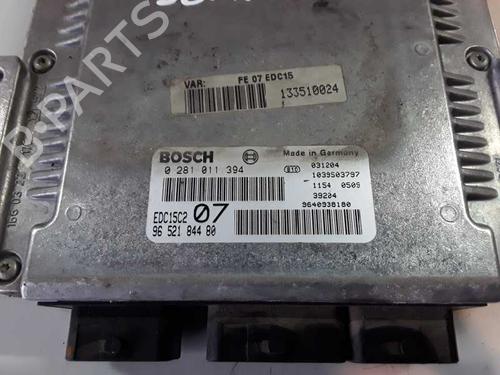 VAR: FE 07 EDC15
133510024
BOSCH Made in Germany
0 281 011 394 031204
1039S03797
1154 0509
39204
EDC15C2 07 9640938180
96 521 844 80
B-PARTS